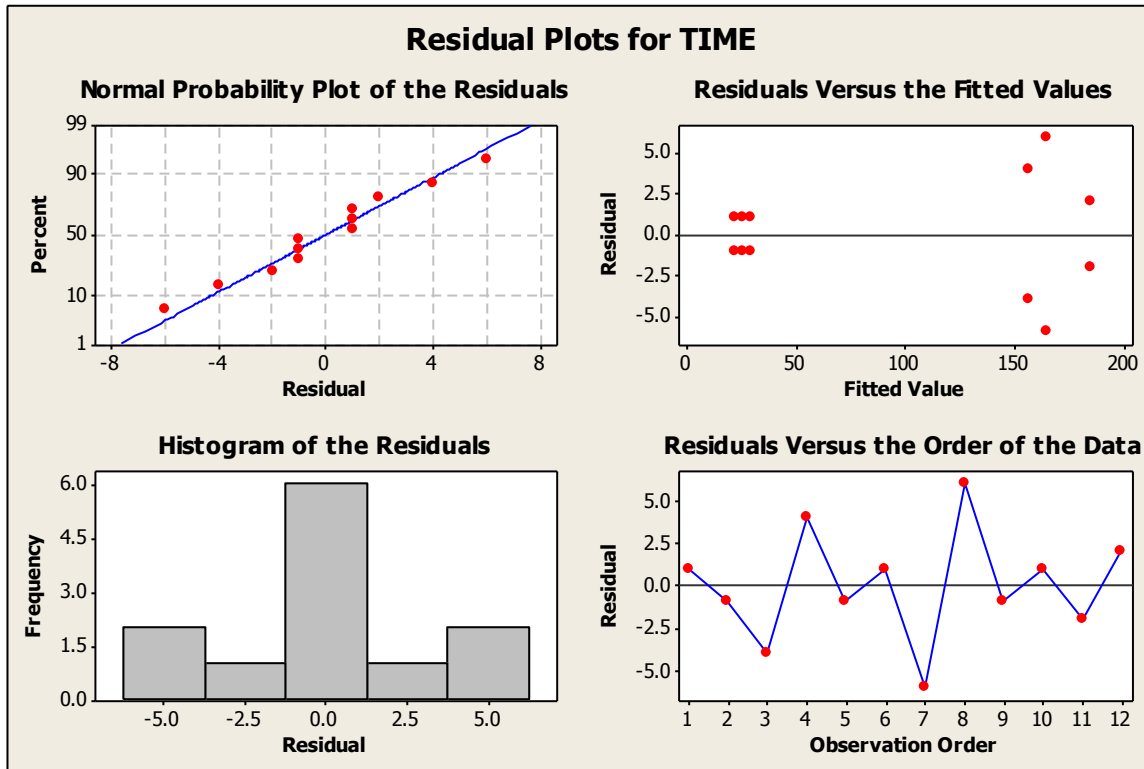 Residual Plots for TIME
Normal Probability Plot of the Residuals
99
90
50
10
1
Percent
-8 -4 0 4 8
Residual
Residuals Versus the Fitted Values
5.0
2.5
0.0
-2.5
-5.0
Residual
0 50 100 150 200
Fitted Value
Histogram of the Residuals
6.0
4.5
3.0
1.5
0.0
Frequency
-5.0 -2.5 0.0 2.5 5.0
Residual
Residuals Versus the Order of the Data
5.0
2.5
0.0
-2.5
-5.0
Residual
1 2 3 4 5 6 7 8 9 10 11 12
Observation Order